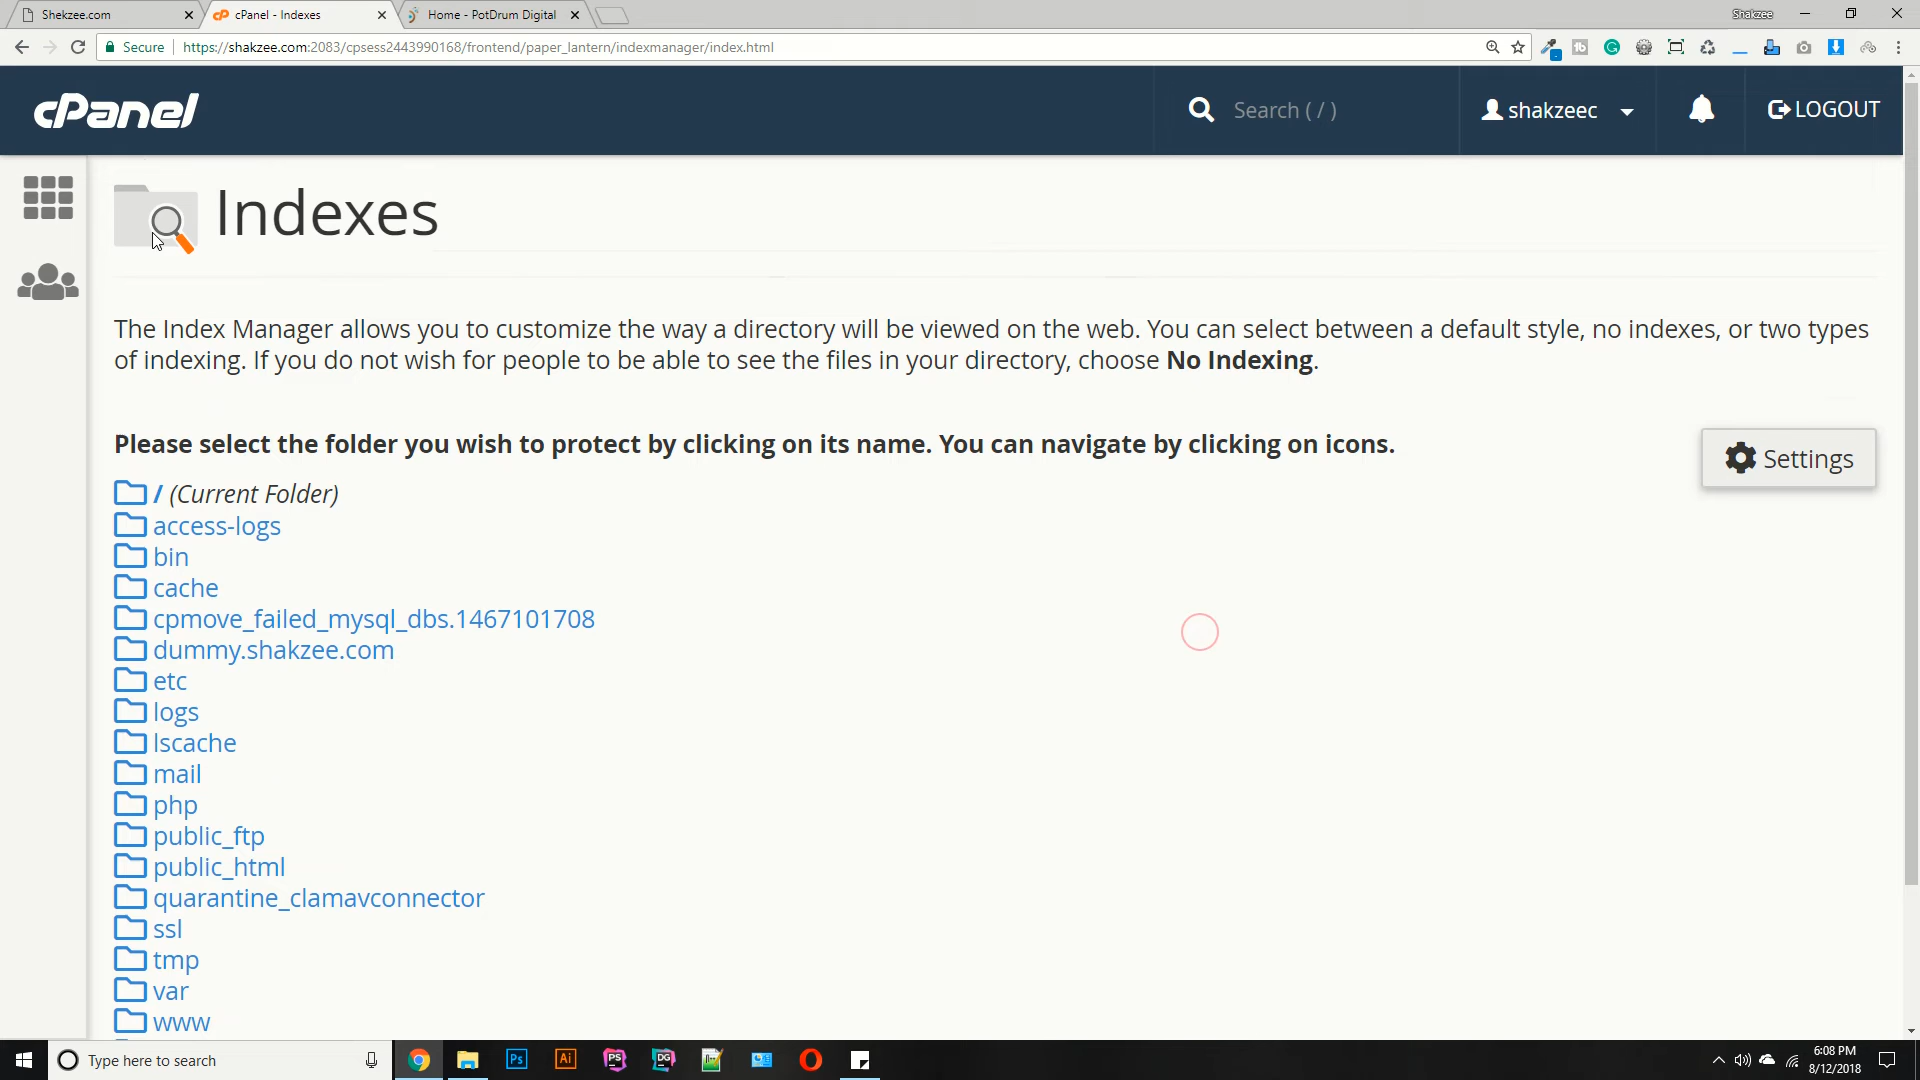 Shekzee.com
cPanel - Indexes
Home - PotDrum Digital
Shakzee
Secure
https://shakzee.com:2083/cpsess2443990168/frontend/paper_lantern/indexmanager/index.html
cPanel
Search ( / )
shakzeec
LOGOUT
Indexes
The Index Manager allows you to customize the way a directory will be viewed on the web. You can select between a default style, no indexes, or two types
of indexing. If you do not wish for people to be able to see the files in your directory, choose No Indexing.
Please select the folder you wish to protect by clicking on its name. You can navigate by clicking on icons.
Settings
/ (Current Folder)
access-logs
bin
cache
cpmove_failed_mysql_dbs.1467101708
dummy.shakzee.com
etc
logs
lscache
mail
php
public_ftp
public_html
quarantine_clamavconnector
ssl
tmp
var
www
Type here to search
Ps
Ai
PS
DG
6:08 PM
8/12/2018